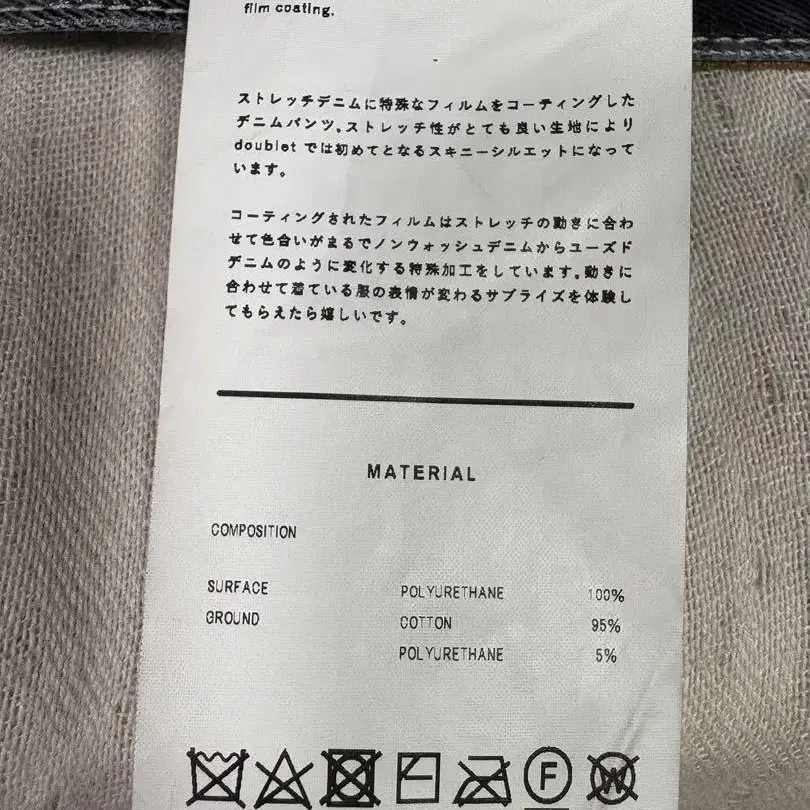 film coating.
ストレッチデニムに特殊なフィルムをコーティングした
デニムパンツ。ストレッチ性がとても良い生地により
doublet では初めてとなるスキニーシルエットになって
います。
コーティングされたフィルムはストレッチの動きに合わ
せて色合いがまるでノンウォッシュデニムからユーズド
デニムのように変化する特殊加工をしています。動きに
合わせて着ている服の表情が変わるサプライズを体験し
てもらえたら嬉しいです。
MATERIAL
COMPOSITION
SURFACE POLYURETHANE 100%
GROUND COTTON 95%
POLYURETHANE 5%
F W